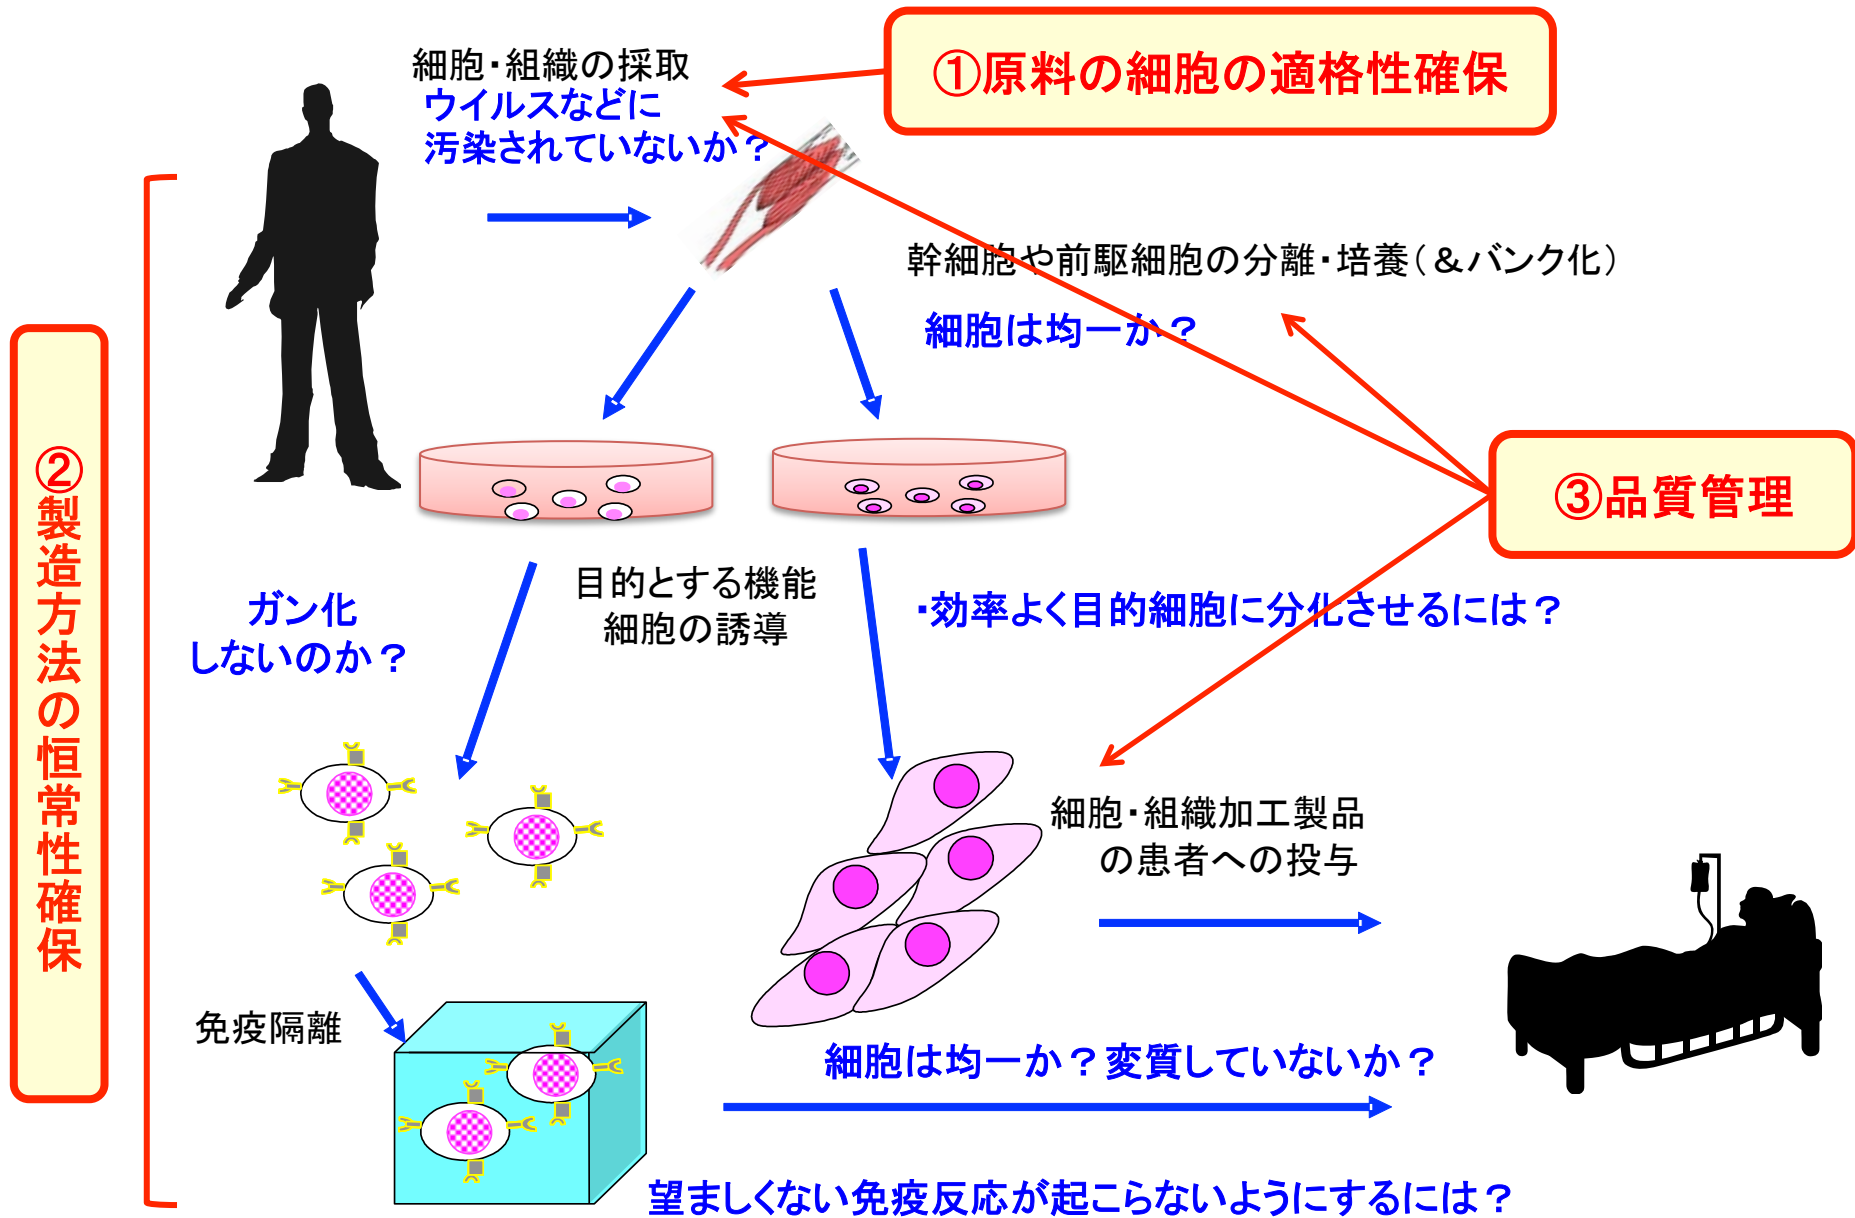 細胞・組織の採取
ウイルスなどに
汚染されていないか？
①原料の細胞の適格性確保
幹細胞や前駆細胞の分離・培養（＆バンク化）
細胞は均一か？
②製造方法の恒常性確保
③品質管理
目的とする機能
細胞の誘導
ガン化
しないのか？
・効率よく目的細胞に分化させるには？
細胞・組織加工製品
の患者への投与
免疫隔離
細胞は均一か？変質していないか？
望ましくない免疫反応が起こらないようにするには？